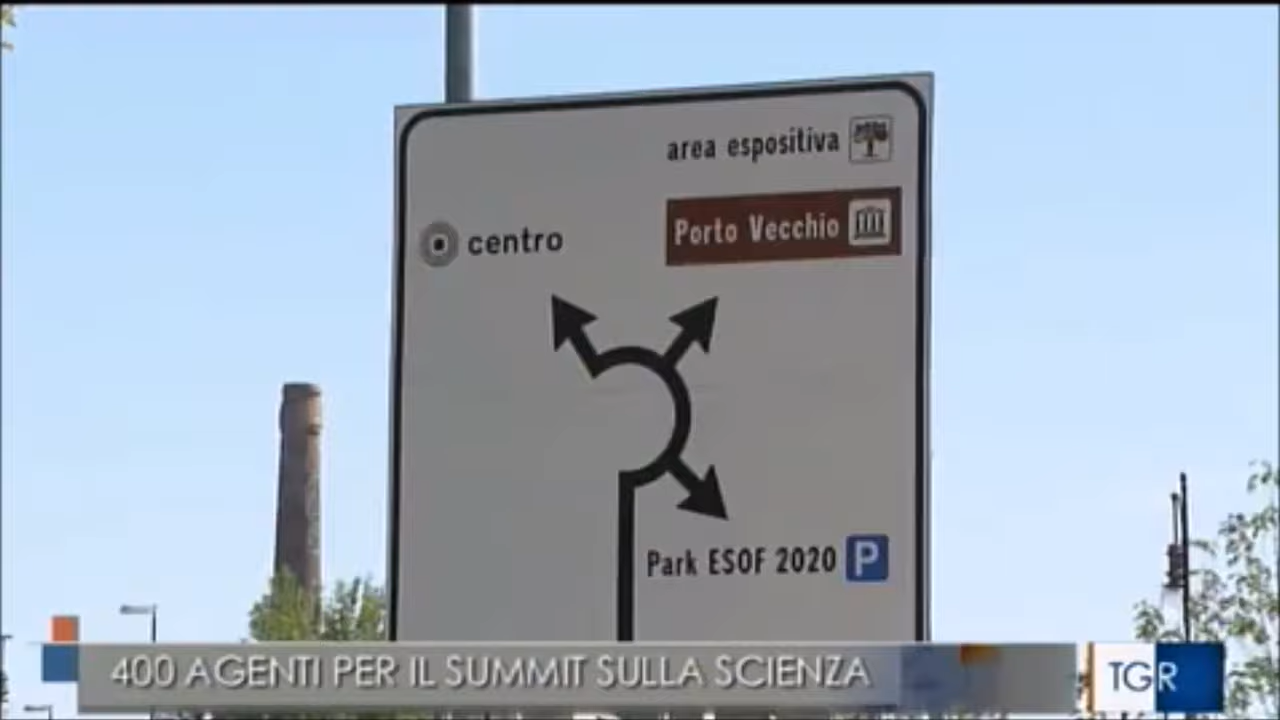 area espositiva
Porto Vecchio
centro
Park ESOF 2020 P
400 AGENTI PER IL SUMMIT SULLA SCIENZA
TGR